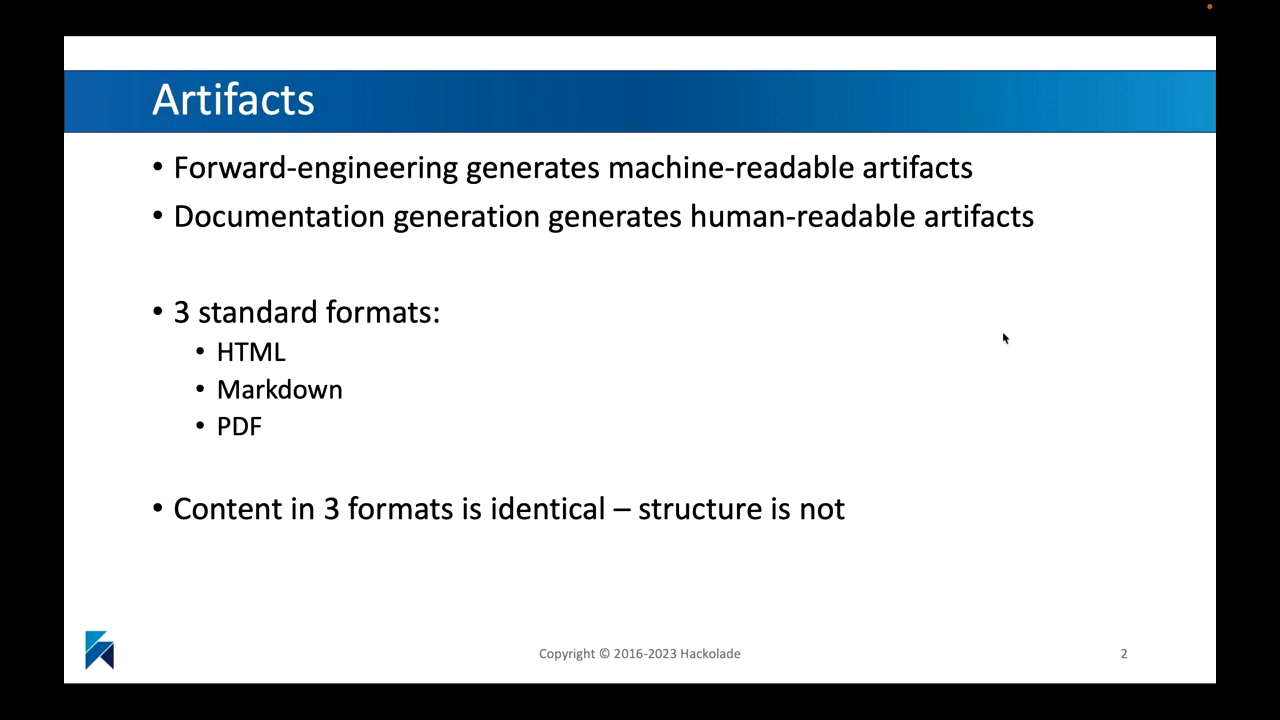 Artifacts
• Forward-engineering generates machine-readable artifacts
• Documentation generation generates human-readable artifacts
• 3 standard formats:
• HTML
• Markdown
• PDF
• Content in 3 formats is identical – structure is not
Copyright © 2016-2023 Hackolade
2